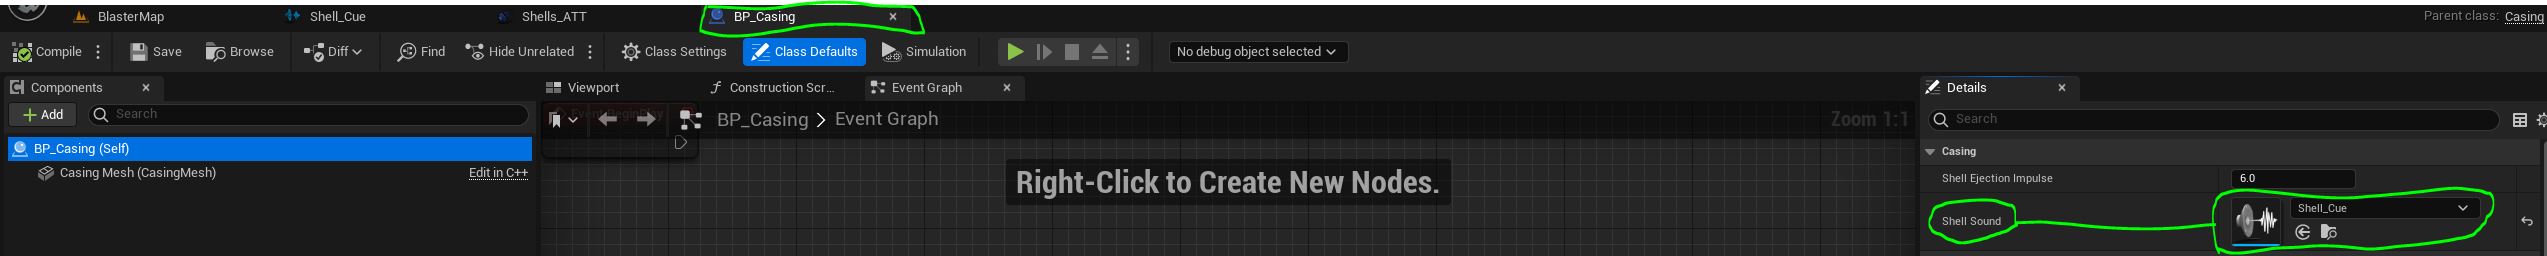 BlasterMap Shell_Cue Shells_ATT BP_Casing Parent class: Casing
Compile Save Browse Diff Find Hide Unrelated Class Settings Class Defaults Simulation No debug object selected
Components Viewport Construction Scr... Event Graph Details
Add Search BP_Casing > Event Graph Zoom 1:1 Search
BP_Casing (Self) Casing
Casing Mesh (CasingMesh) Edit in C++ Right-Click to Create New Nodes. Shell Ejection Impulse 6.0
Shell Sound Shell_Cue